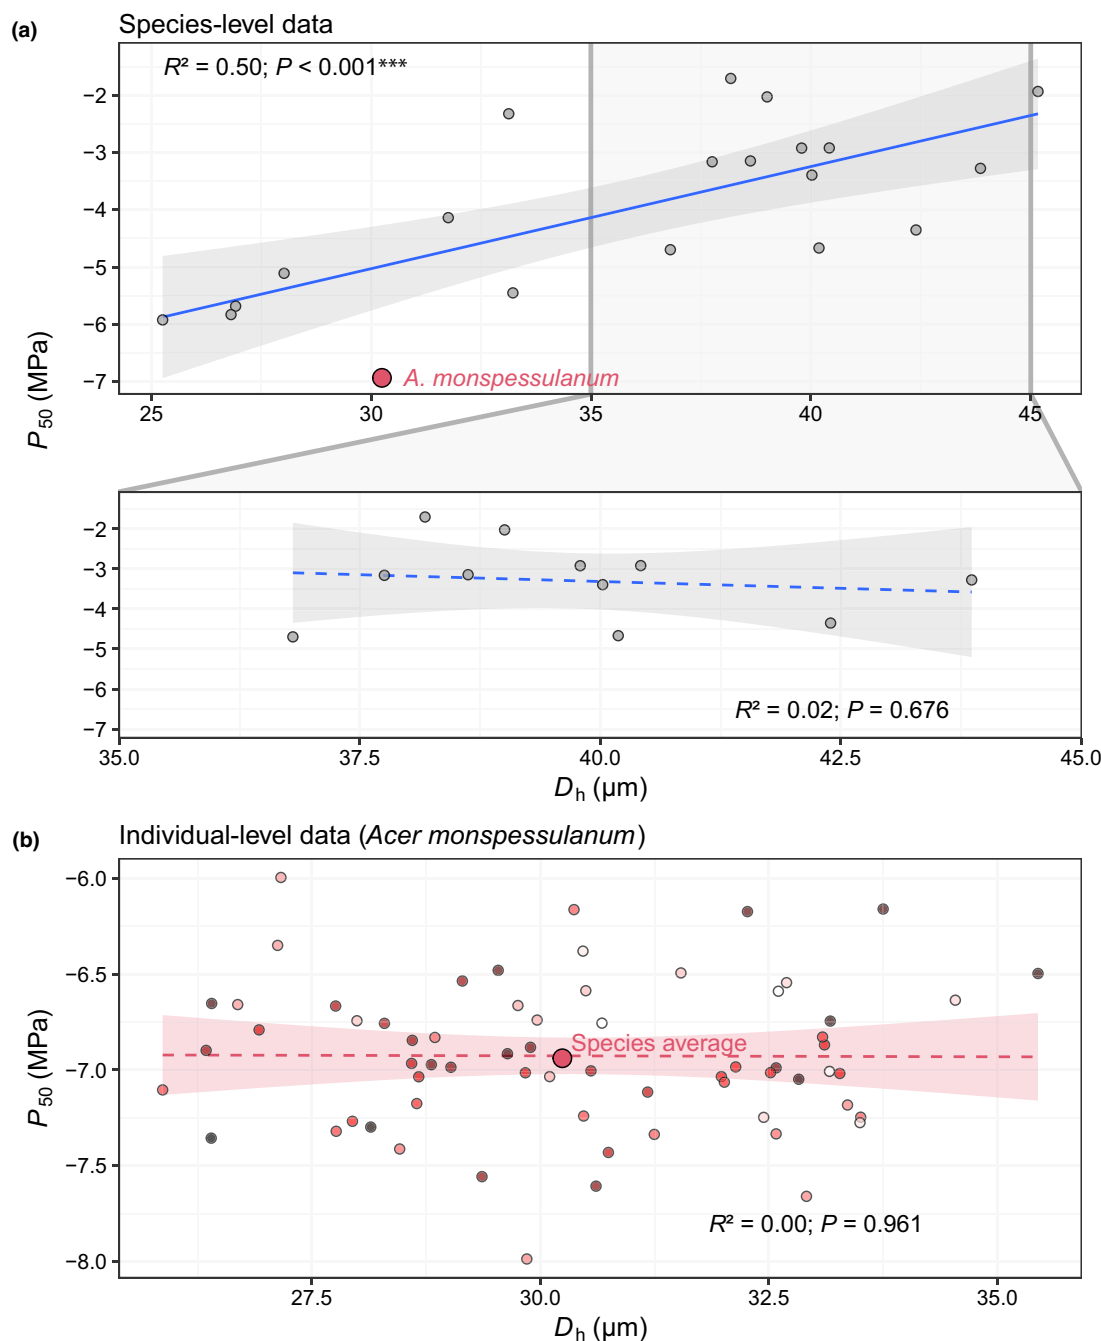 (a) Species-level data
R² = 0.50; P < 0.001***
−2
−3
−4
−5
−6
−7
A. monspessulanum
25 30 35 40 45
P50 (MPa)
−2
−3
−4
−5
−6
−7
R² = 0.02; P = 0.676
35.0 37.5 40.0 42.5 45.0
Dh (μm)
(b) Individual-level data (Acer monspessulanum)
−6.0
−6.5
−7.0
−7.5
−8.0
P50 (MPa)
Species average
R² = 0.00; P = 0.961
27.5 30.0 32.5 35.0
Dh (μm)